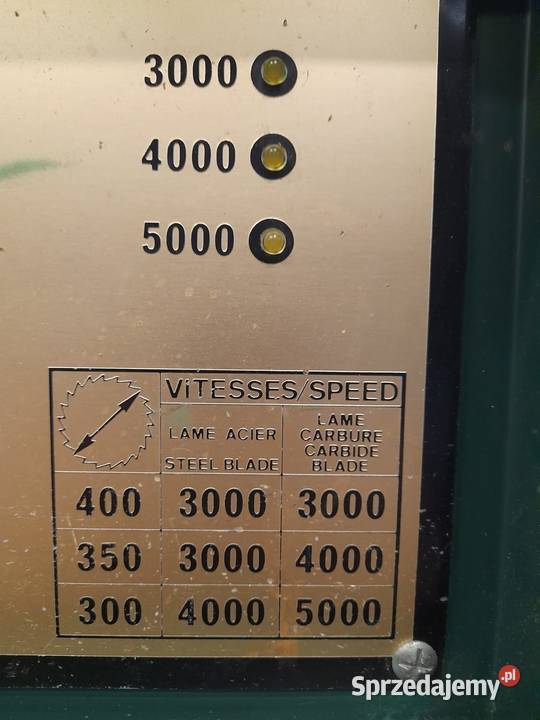 3000
4000
5000
ViTESSES/SPEED
LAME ACIER
STEEL BLADE
LAME
CARBURE
CARBIDE
BLADE
400 3000 3000
350 3000 4000
300 4000 5000
Sprzedajemy.pl